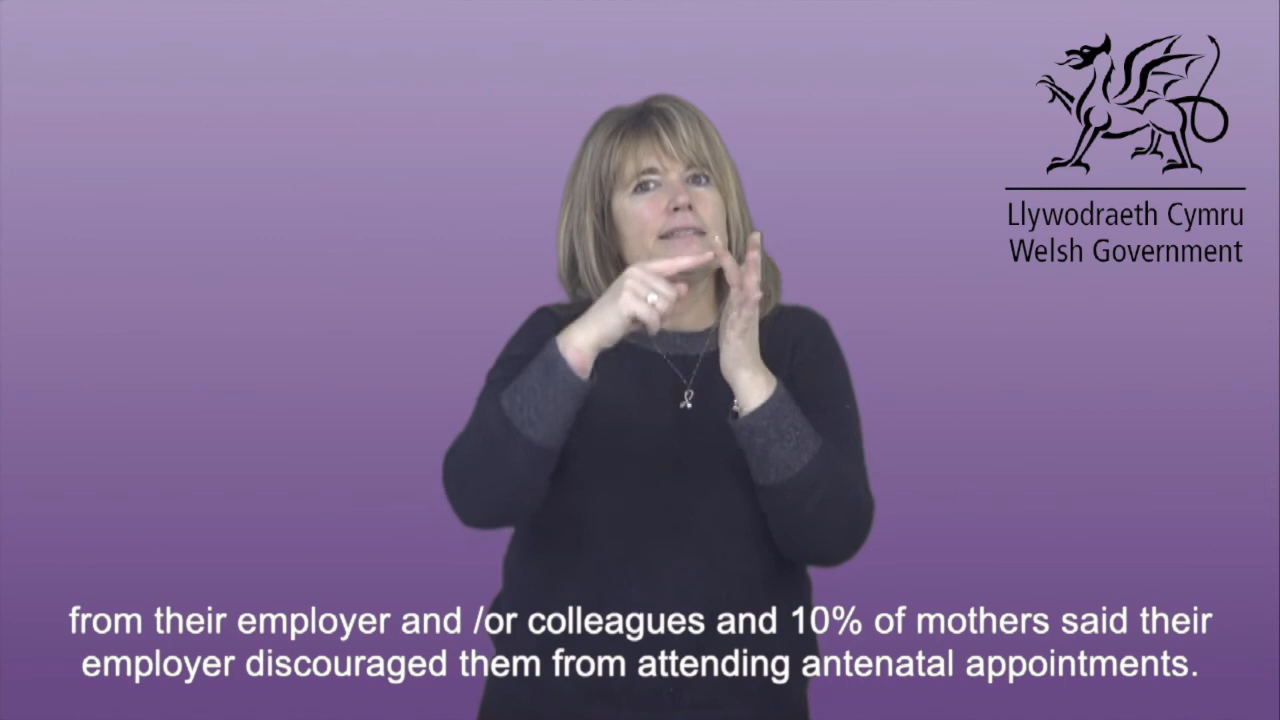 Llywodraeth Cymru
Welsh Government
from their employer and /or colleagues and 10% of mothers said their
employer discouraged them from attending antenatal appointments.